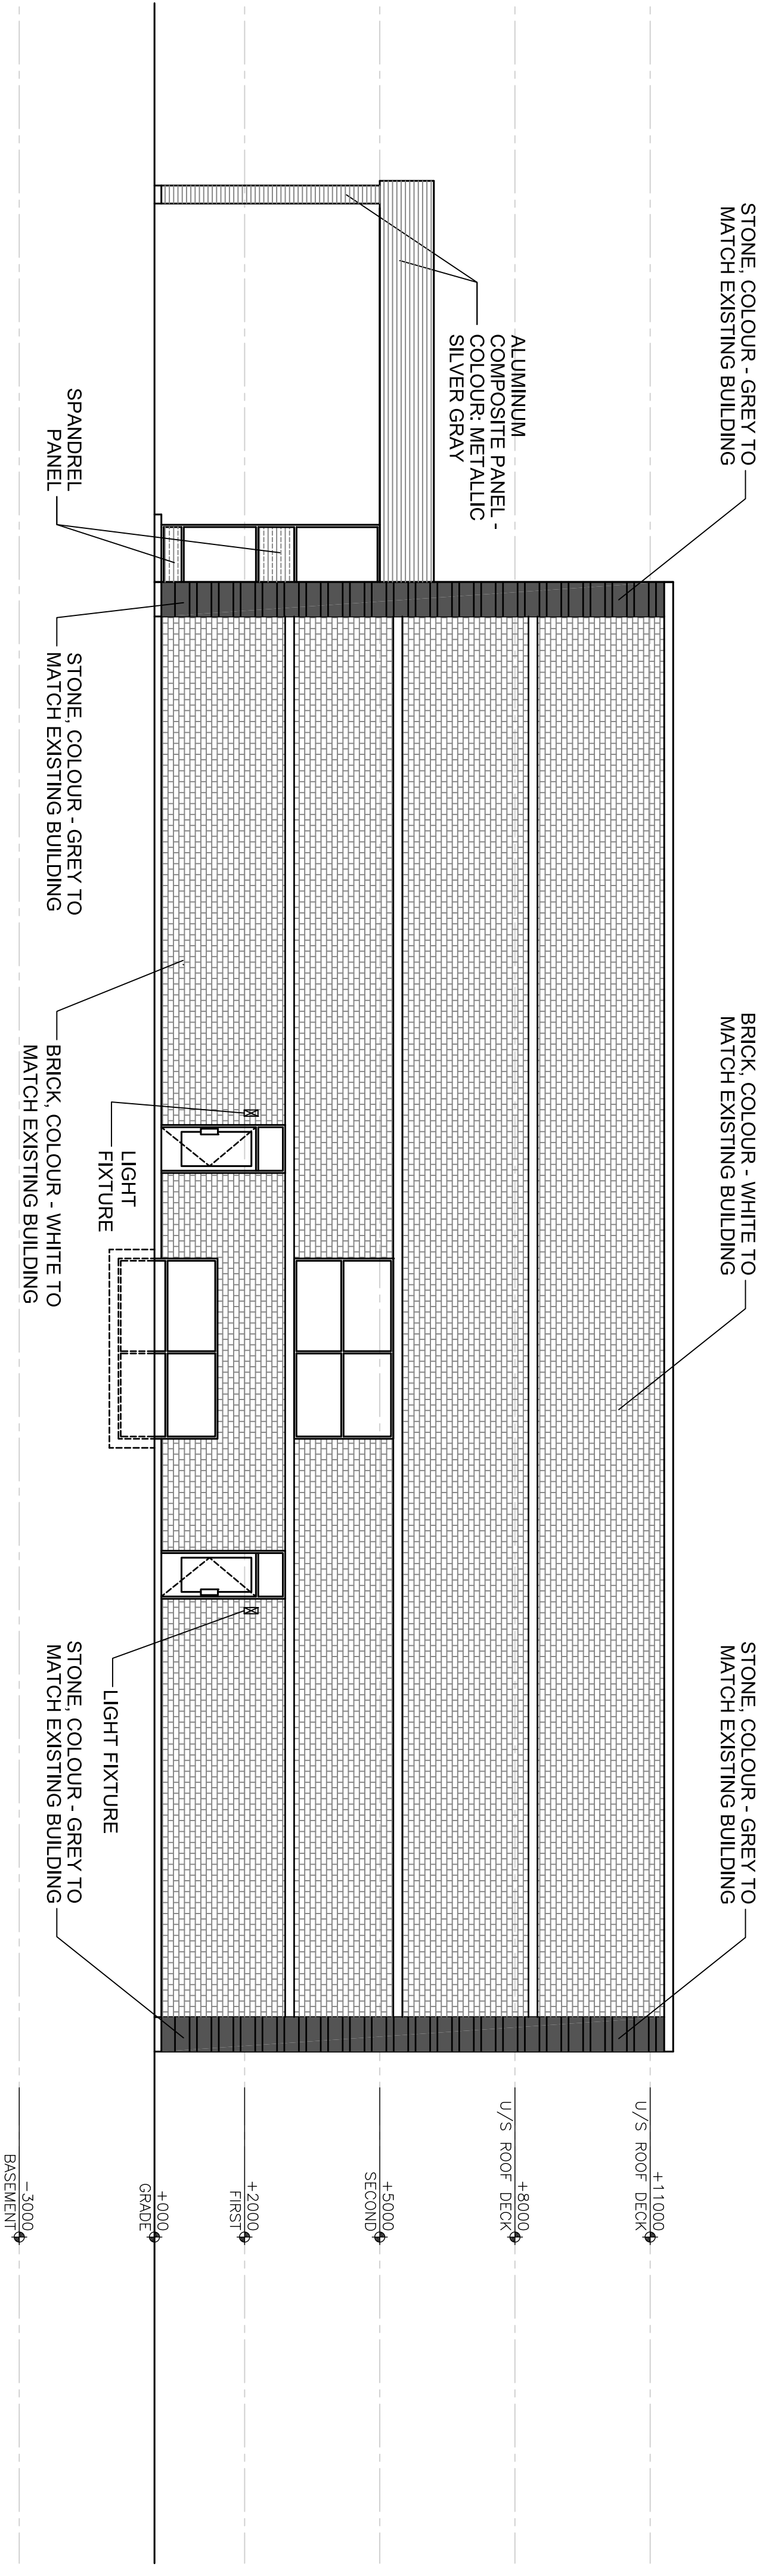 STONE, COLOUR - GREY TO
MATCH EXISTING BUILDING
BRICK, COLOUR - WHITE TO
MATCH EXISTING BUILDING
STONE, COLOUR - GREY TO
MATCH EXISTING BUILDING
ALUMINUM
COMPOSITE PANEL -
COLOUR: METALLIC
SILVER GRAY
+11000
U/S ROOF DECK
+8000
U/S ROOF DECK
+5000
SECOND
+2000
FIRST
+000
GRADE
-3000
BASEMENT
SPANDREL
PANEL
STONE, COLOUR - GREY TO
MATCH EXISTING BUILDING
LIGHT
FIXTURE
BRICK, COLOUR - WHITE TO
MATCH EXISTING BUILDING
LIGHT FIXTURE
STONE, COLOUR - GREY TO
MATCH EXISTING BUILDING